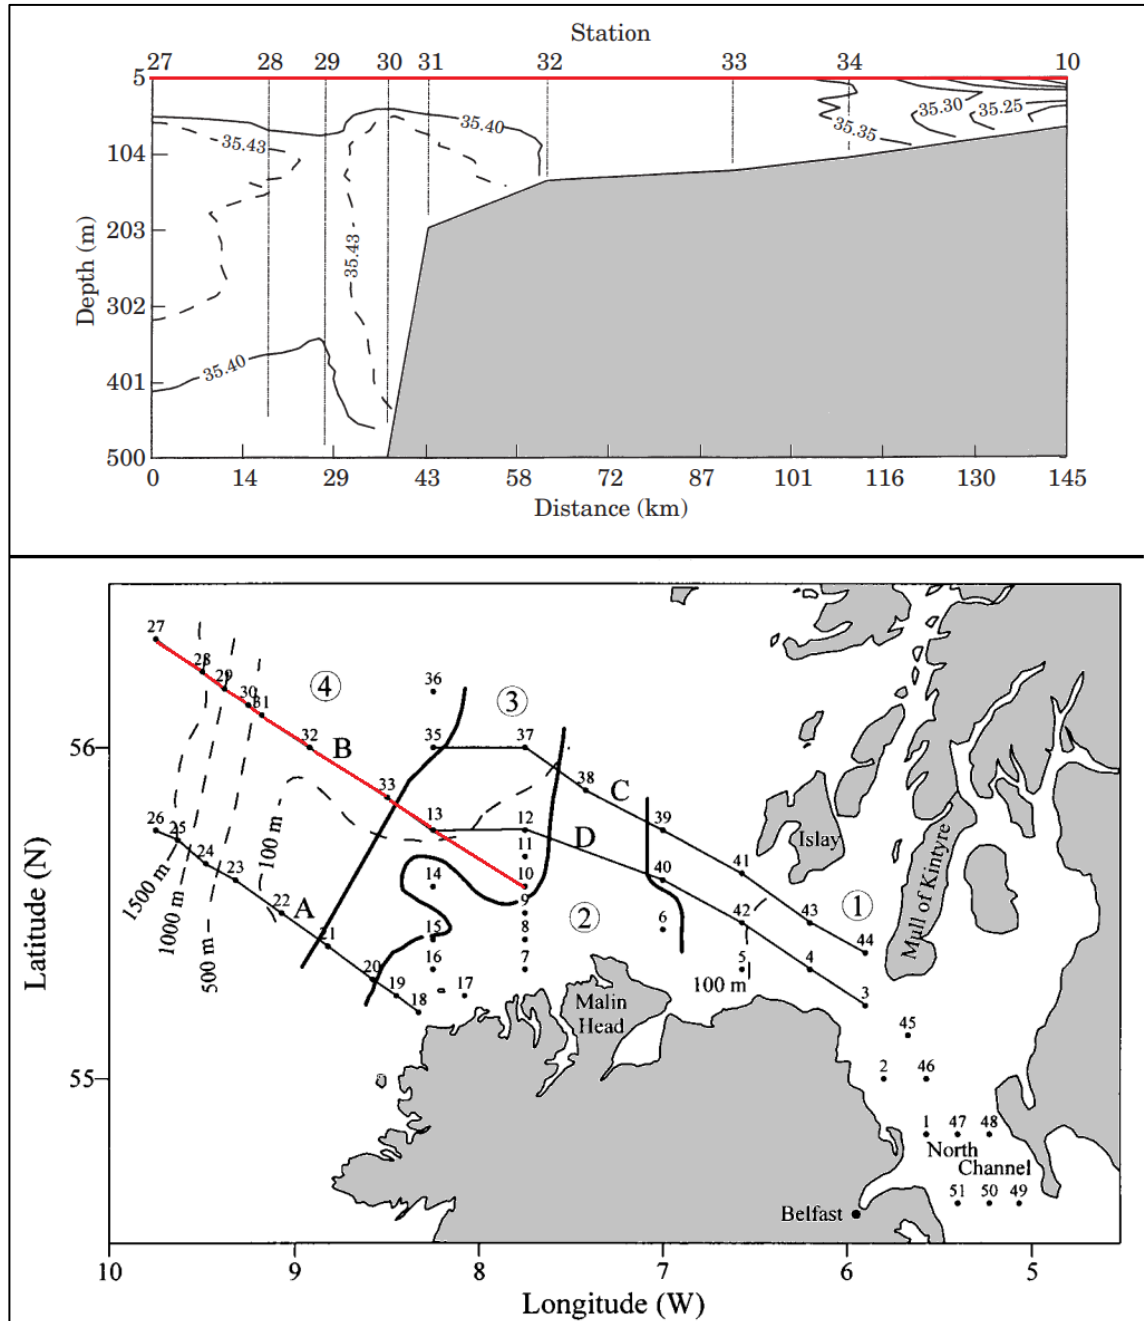 Station
27 28 29 30 31 32 33 34 10
5
104
203
302
401
500
Depth (m)
35.43
35.40
35.43
35.40
35.35
35.30
35.25
0 14 29 43 58 72 87 101 116 130 145
Distance (km)
27
28
29
30
31
32
33
4
B
36
3
35
37
38
C
39
41
43
44
1
13
12
D
11
10
9
8
7
14
15
16
17
2
40
42
6
5
4
3
26
25
24
23
22
A
21
20
19
18
1500 m
1000 m
500 m
100 m
100 m
Islay
Mull of Kintyre
Malin
Head
45
2
46
1
47
48
North
Channel
51
50
49
Belfast
56
55
Latitude (N)
10 9 8 7 6 5
Longitude (W)